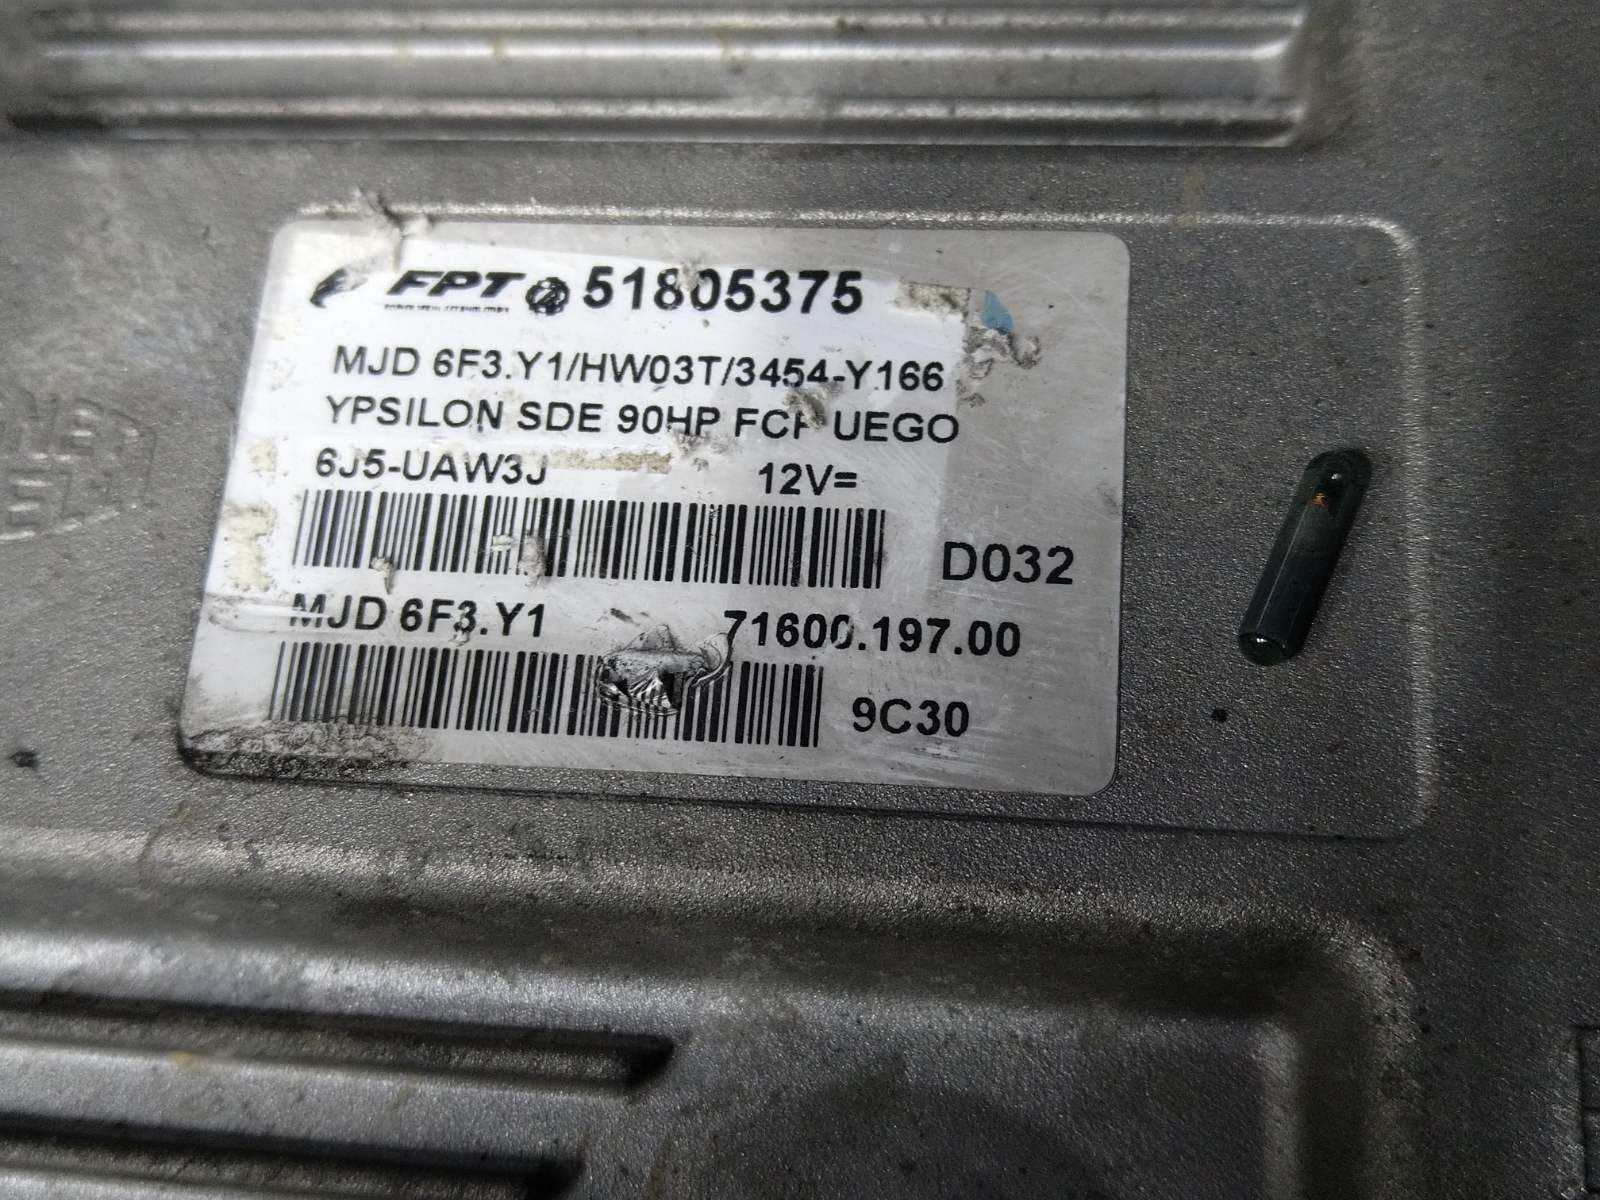 FPT 51805375
MJD 6F3.Y1/HW03T/3454-Y166
YPSILON SDE 90HP UEGO
6J5-UAW3J 12V=
D032
MJD 6F3.Y1 71600.197.00
9C30